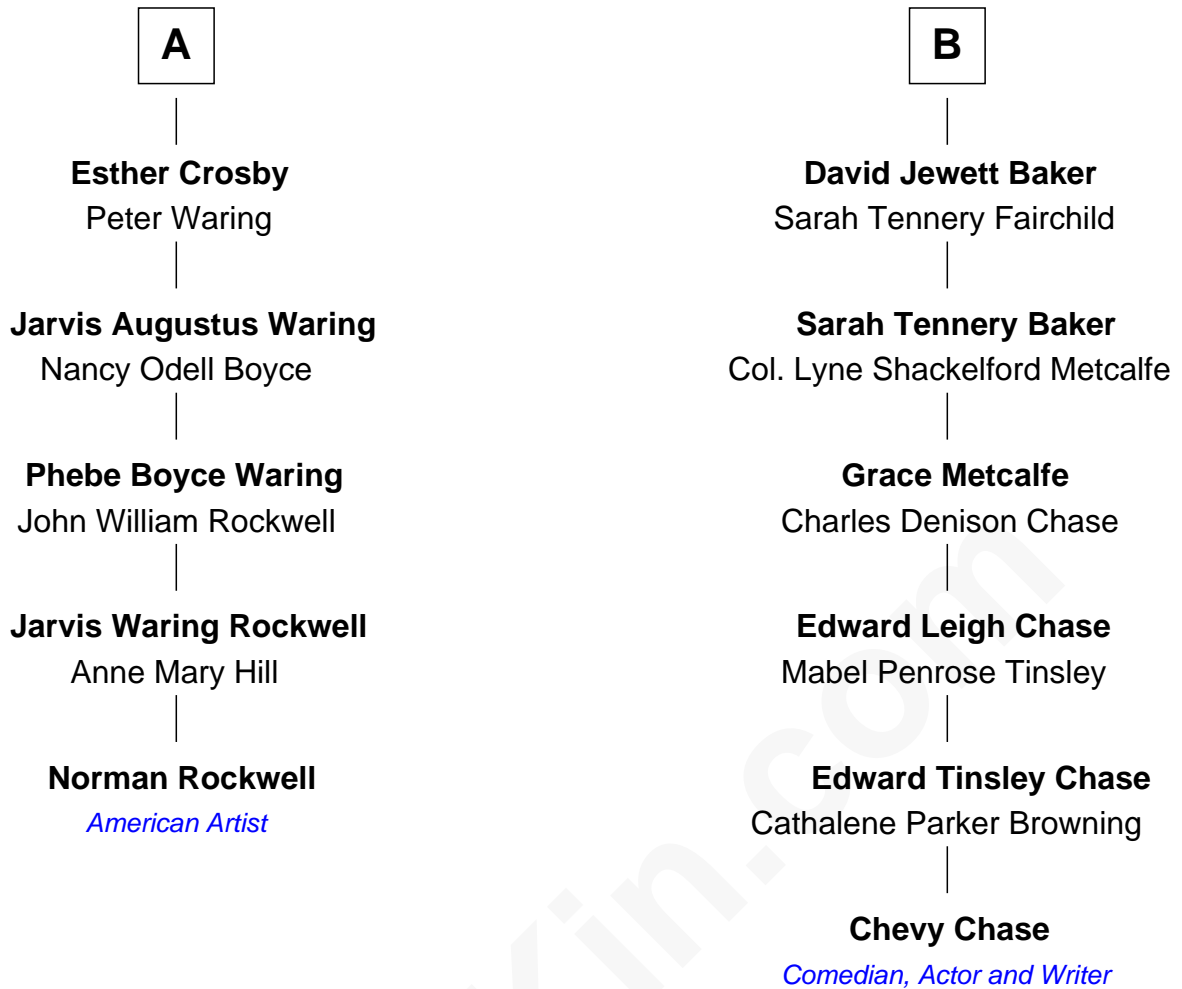 A
Esther Crosby
Peter Waring
Jarvis Augustus Waring
Nancy Odell Boyce
Phebe Boyce Waring
John William Rockwell
Jarvis Waring Rockwell
Anne Mary Hill
Norman Rockwell
American Artist
B
David Jewett Baker
Sarah Tennery Fairchild
Sarah Tennery Baker
Col. Lyne Shackelford Metcalfe
Grace Metcalfe
Charles Denison Chase
Edward Leigh Chase
Mabel Penrose Tinsley
Edward Tinsley Chase
Cathalene Parker Browning
Chevy Chase
Comedian, Actor and Writer
Kin.com